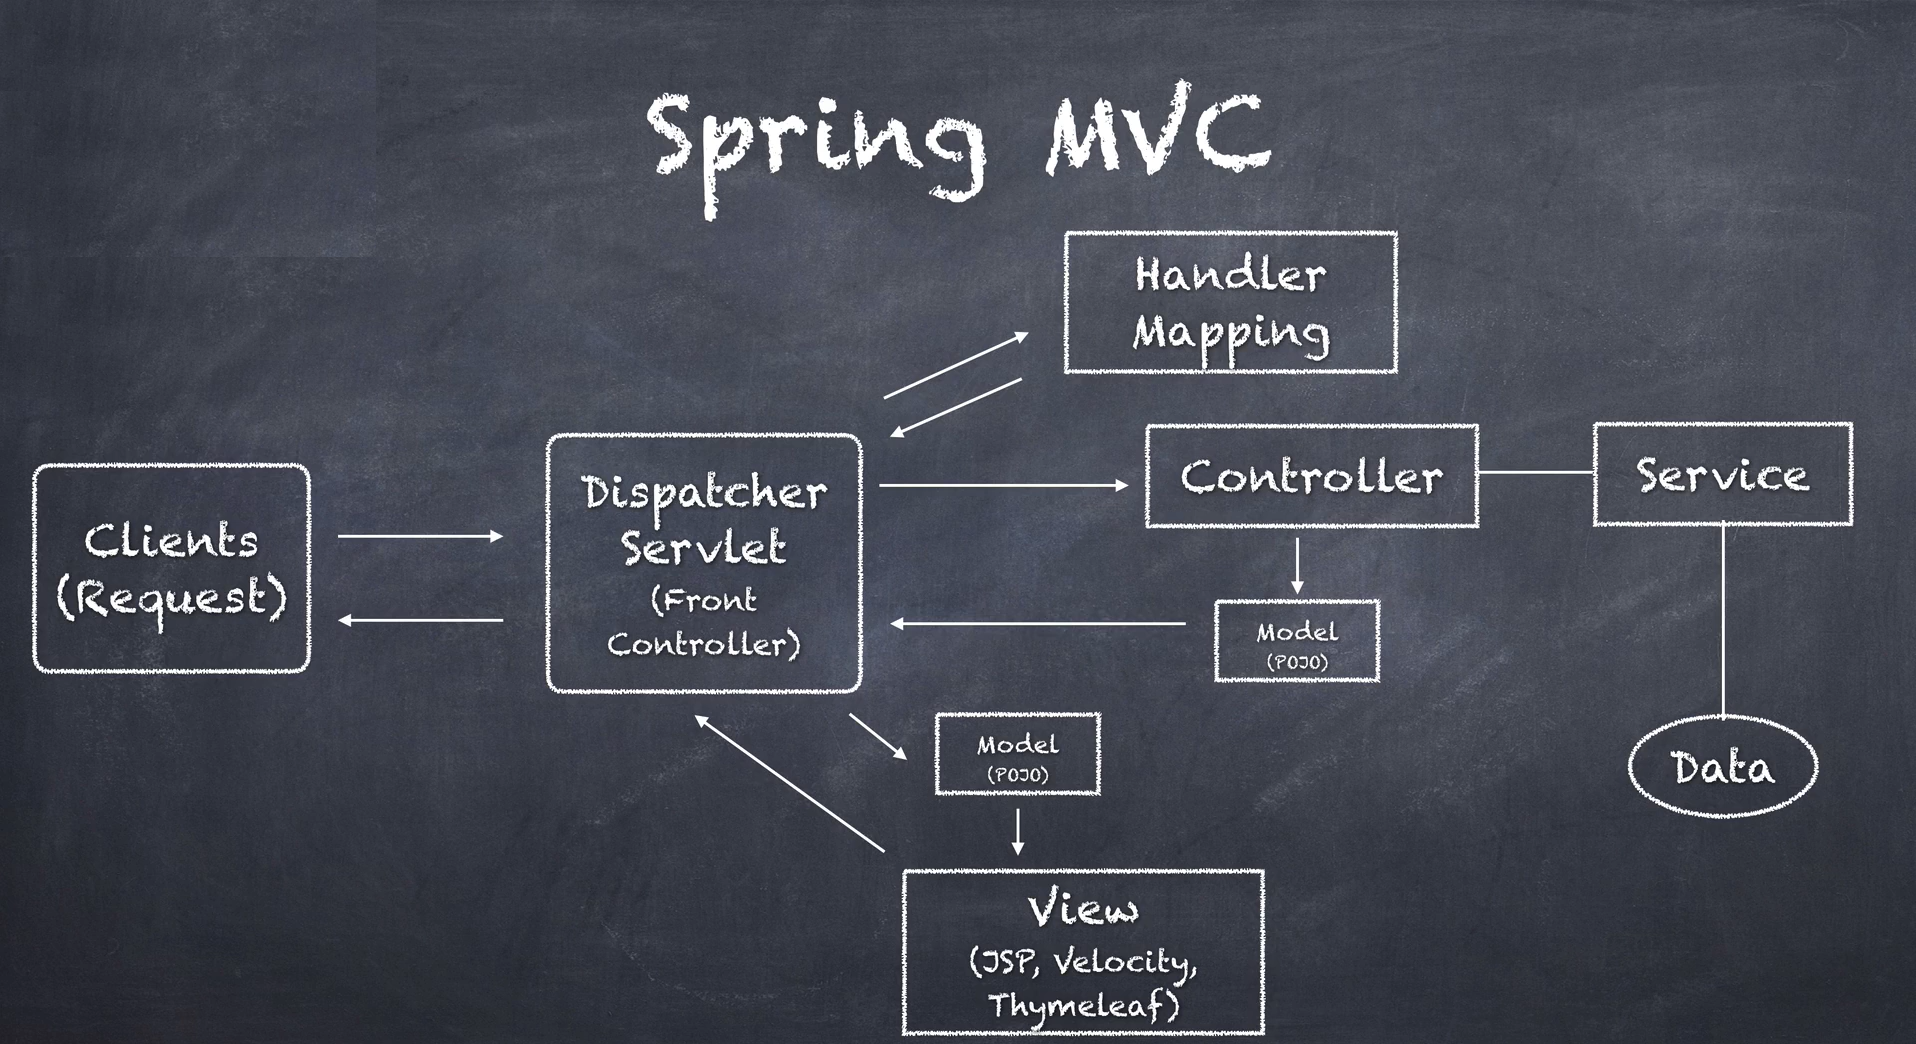 Spring MVC
Handler
Mapping
Clients
(Request)
Dispatcher
Servlet
(Front
Controller)
Controller
Service
Model
(POJO)
Model
(POJO)
Data
View
(JSP, Velocity,
Thymeleaf)